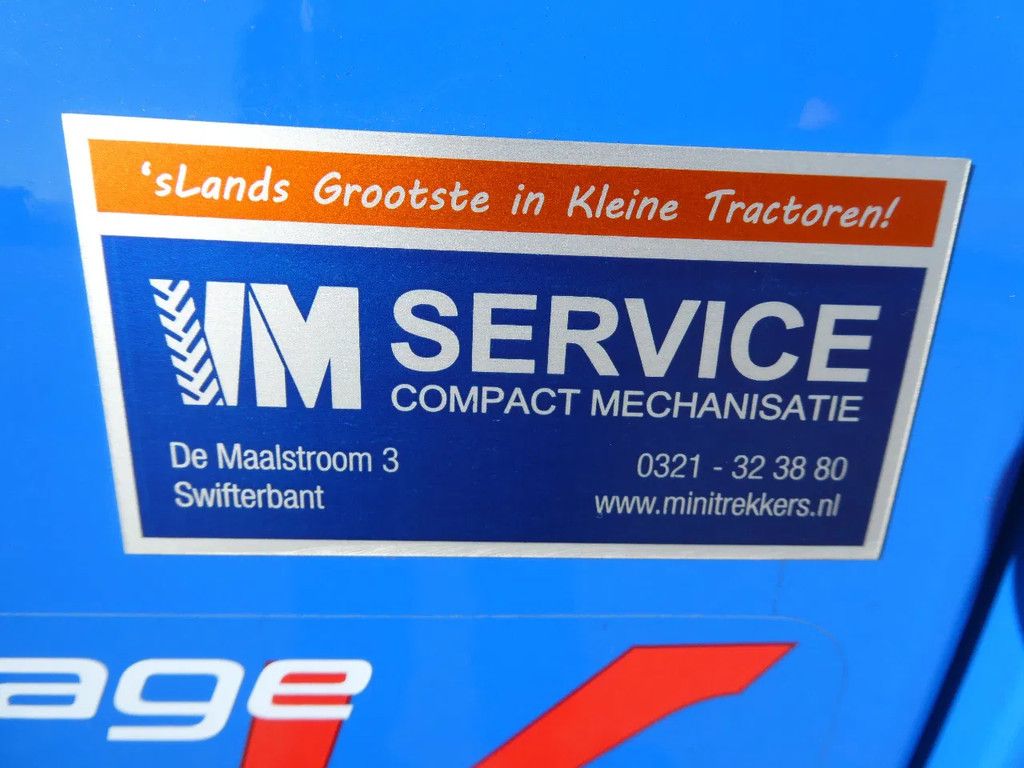 ‘sLands Grootste in Kleine Tractoren!
VM SERVICE
COMPACT MECHANISATIE
De Maalstroom 3
Swifterbant
0321 - 32 38 80
www.minitrekkers.nl
age